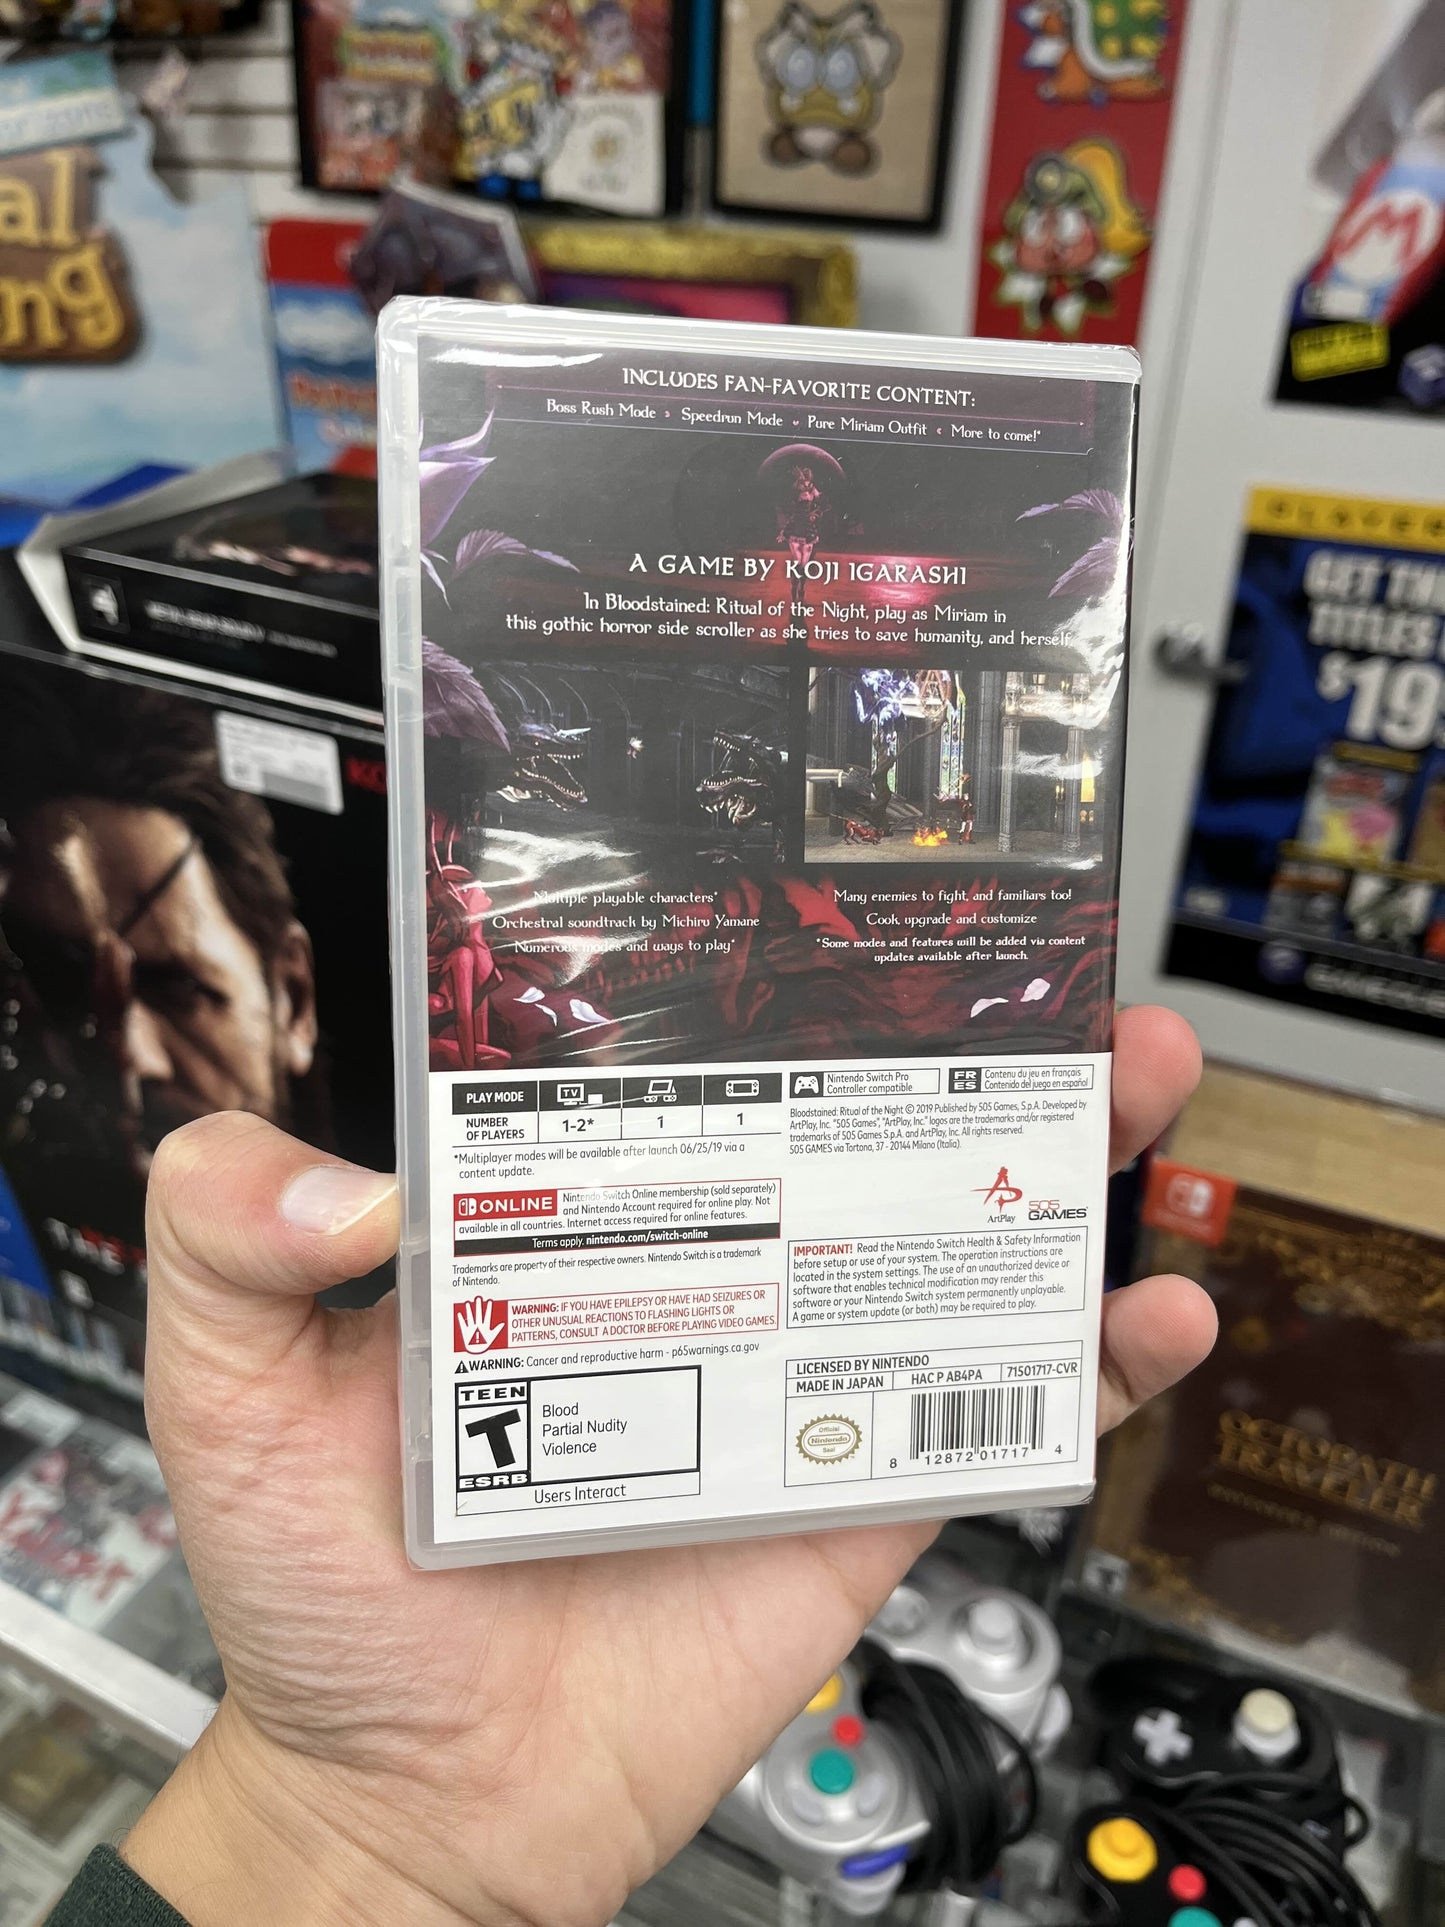 INCLUDES FAN-FAVORITE CONTENT:
Boss Rush Mode Speedrun Mode Pure Miriam Outfit More to come!*
A GAME BY KOJI IGARASHI
In Bloodstained: Ritual of the Night, play as Miriam in
this gothic horror side scroller as she tries to save humanity, and herself.
Multiple playable characters*
Orchestral soundtrack by Michiru Yamane
Numerous modes and ways to play*
Many enemies to fight, and familiars too!
Cook, upgrade and customize
*Some modes and features will be added via content
updates available after launch.
PLAY MODE
TV
NUMBER
OF PLAYERS
1-2*
1
1
*Multiplayer modes will be available after launch 06/25/19 via a
content update.
ONLINE
Nintendo Switch Online membership (sold separately)
and Nintendo Account required for online play. Not
available in all countries. Internet access required for online features.
Terms apply. nintendo.com/switch-online
Trademarks are property of their respective owners. Nintendo Switch is a trademark
of Nintendo.
WARNING: IF YOU HAVE EPILEPSY OR HAVE HAD SEIZURES OR
OTHER UNUSUAL REACTIONS TO FLASHING LIGHTS OR
PATTERNS, CONSULT A DOCTOR BEFORE PLAYING VIDEO GAMES.
WARNING: Cancer and reproductive harm - p65warnings.ca.gov
TEEN
T
ESRB
Blood
Partial Nudity
Violence
Users Interact
Nintendo Switch Pro
Controller compatible
FR
ES
Contenu du jeu en français
Contenido del juego en español
Bloodstained: Ritual of the Night © 2019 Published by 505 Games, S.p.A. Developed by
ArtPlay, Inc. "505 Games", "ArtPlay, Inc." logos are the trademarks and/or registered
trademarks of 505 Games S.p.A. and ArtPlay, Inc. All rights reserved.
505 GAMES via Tortona, 37 - 20144 Milano (Italia).
ArtPlay
505
GAMES
IMPORTANT! Read the Nintendo Switch Health & Safety Information
before setup or use of your system. The operation instructions are
located in the system settings. The use of an unauthorized device or
software that enables technical modification may render this
software or your Nintendo Switch system permanently unplayable.
A game or system update (or both) may be required to play.
LICENSED BY NINTENDO
MADE IN JAPAN
HAC P AB4PA
71501717-CVR
Official
Nintendo
Seal
8 12872 01717 4
PLAYER
GET
TITLES
$19
OCTOPATH
TRAVELER